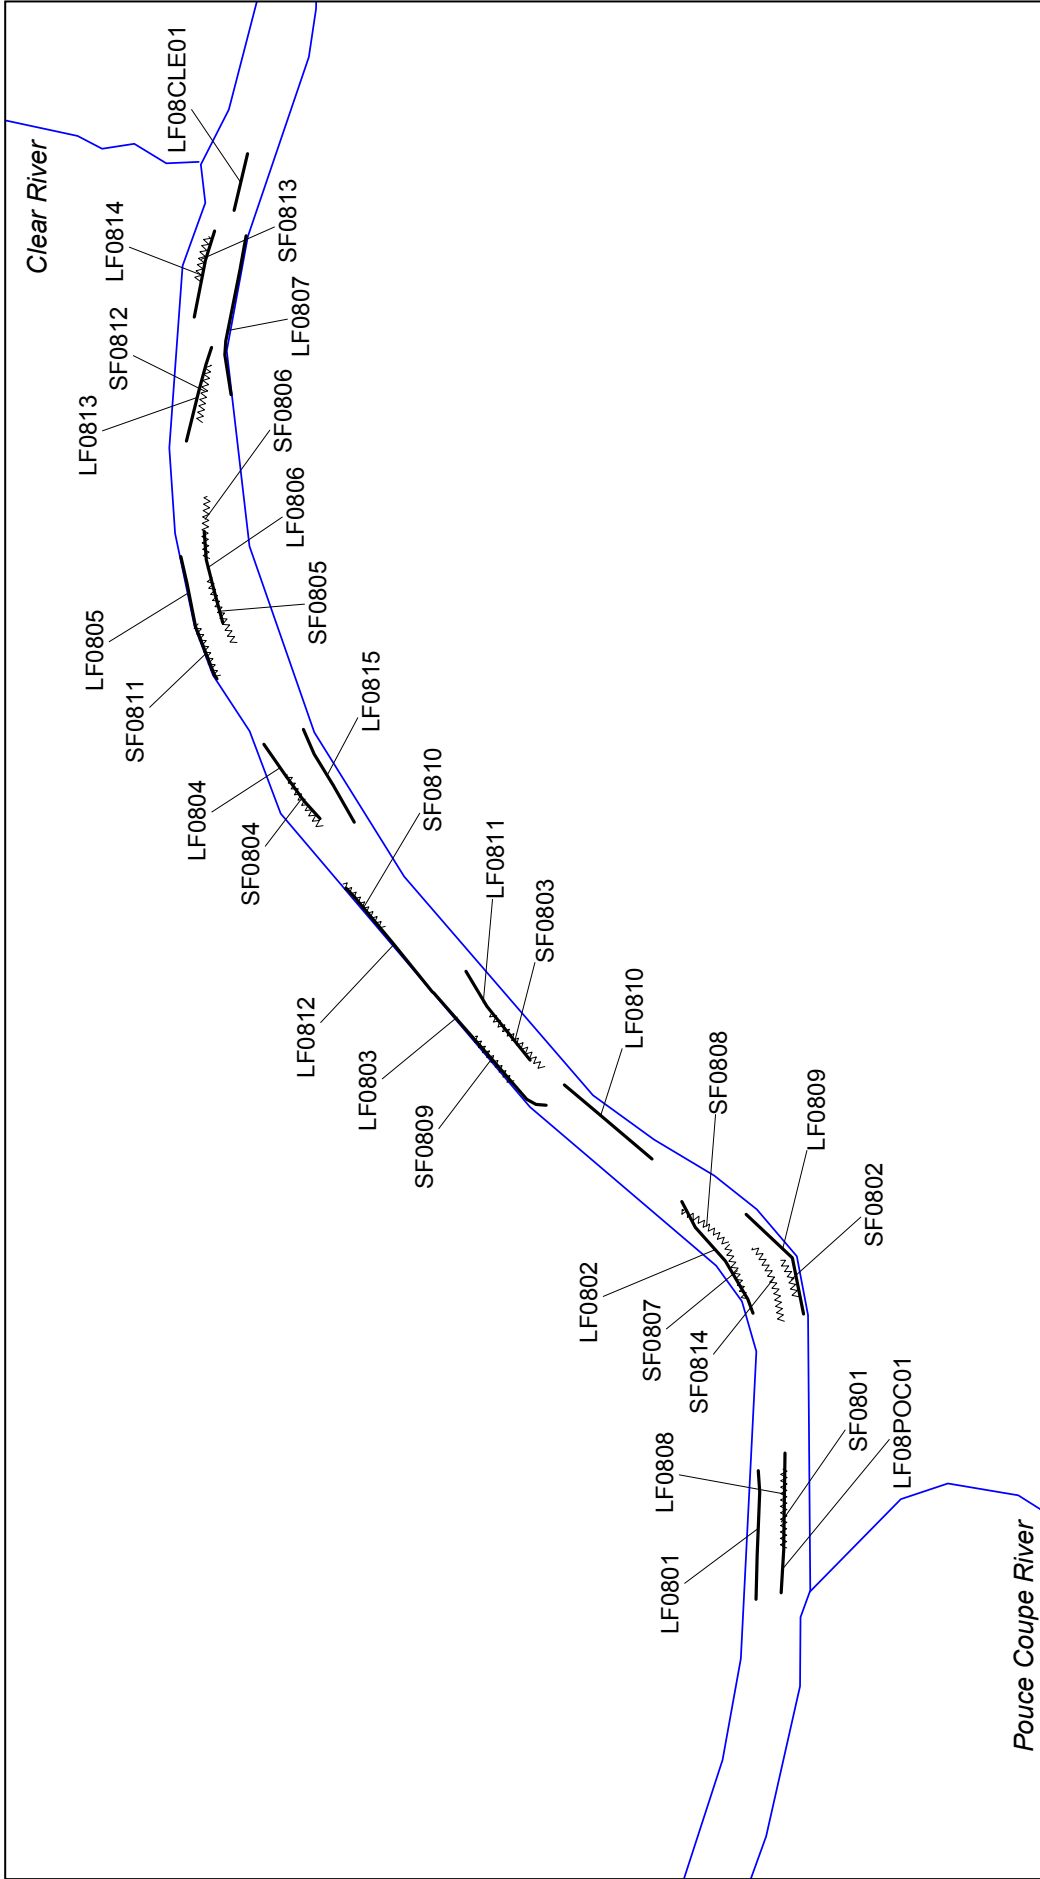 Clear River
LF08CLE01
LF0814
SF0813
SF0812
LF0807
LF0813
SF0806
LF0806
LF0805
SF0805
SF0811
LF0815
LF0804
SF0810
SF0804
LF0811
SF0803
LF0812
LF0810
LF0803
SF0808
SF0809
LF0809
SF0802
LF0802
SF0807
SF0814
SF0801
LF08POC01
LF0808
LF0801
Pouce Coupe River